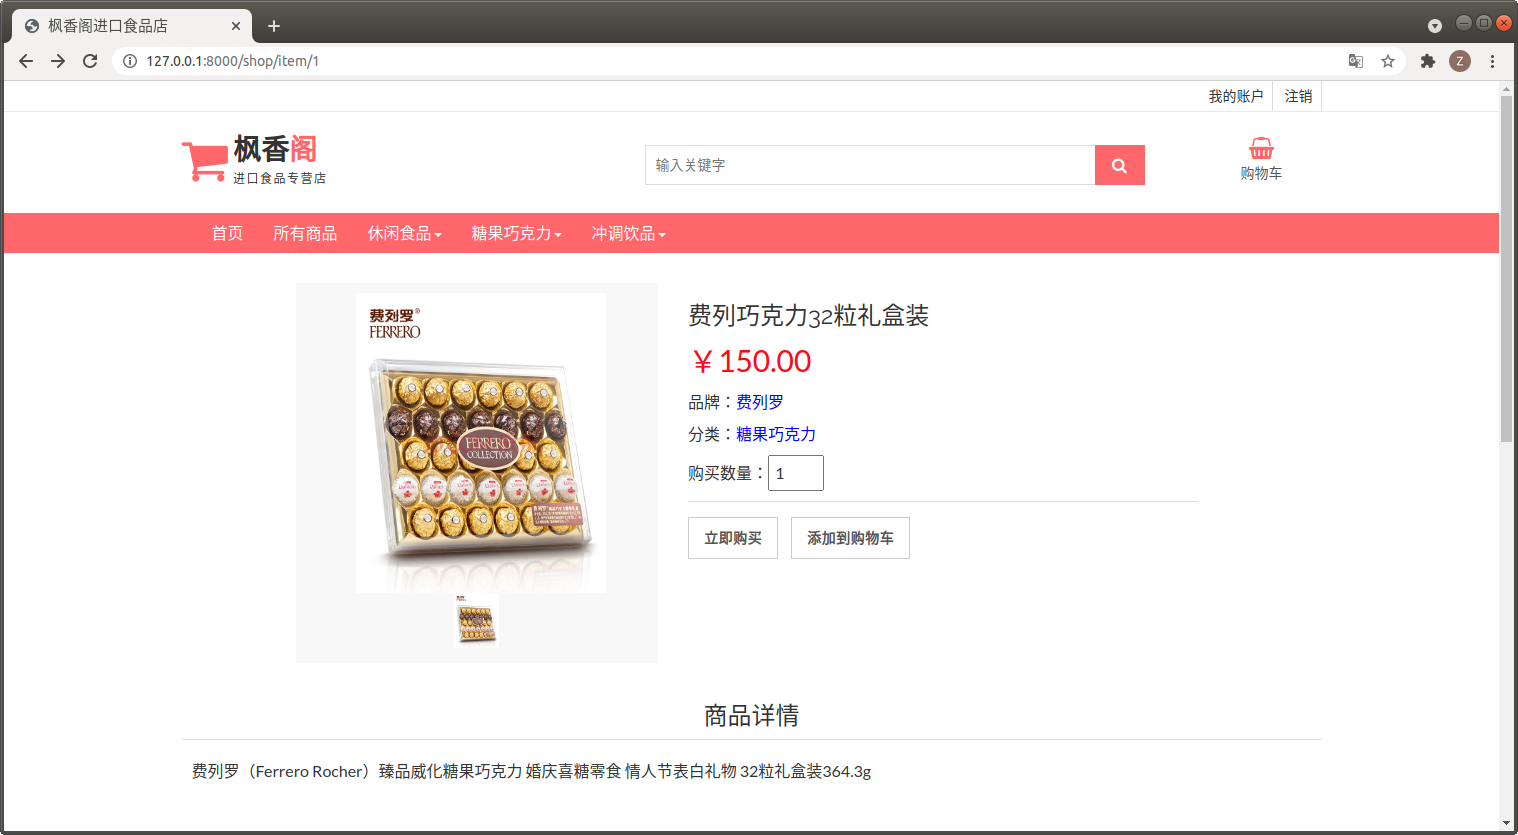 枫香阁进口食品店
127.0.0.1:8000/shop/item/1
Z
我的账户 注销
枫香阁
进口食品专营店
输入关键字
购物车
首页 所有商品 休闲食品 糖果巧克力 冲调饮品
费列罗®
FERRERO
FERRERO
COLLECTION
费列巧克力32粒礼盒装
￥150.00
品牌：费列罗
分类：糖果巧克力
购买数量：1
立即购买 添加到购物车
商品详情
费列罗（Ferrero Rocher）臻品威化糖果巧克力 婚庆喜糖零食 情人节表白礼物 32粒礼盒装364.3g